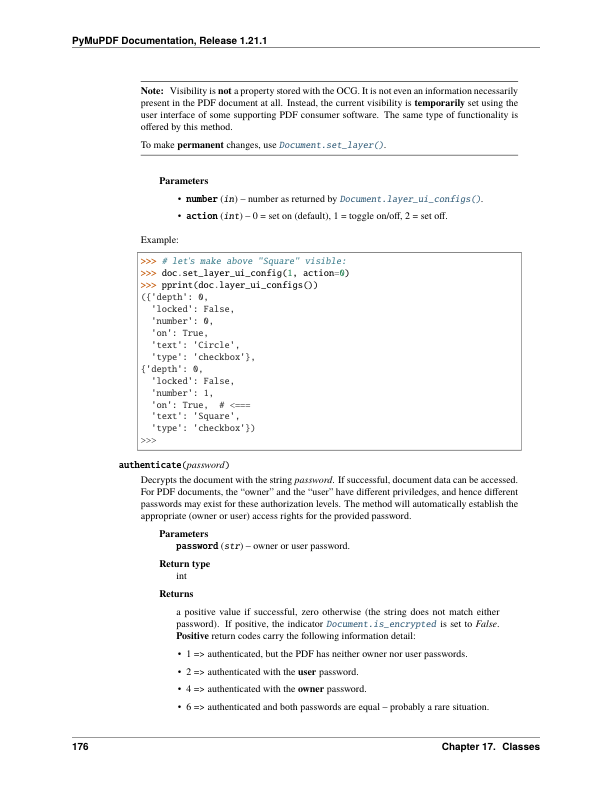 PyMuPDF Documentation, Release 1.21.1
Note: Visibility is not a property stored with the OCG. It is not even an information necessarily
present in the PDF document at all. Instead, the current visibility is temporarily set using the
user interface of some supporting PDF consumer software. The same type of functionality is
offered by this method.
To make permanent changes, use Document.set_layer().
Parameters
• number (in) – number as returned by Document.layer_ui_configs().
• action (int) – 0 = set on (default), 1 = toggle on/off, 2 = set off.
Example:
>>> # let's make above "Square" visible:
>>> doc.set_layer_ui_config(1, action=0)
>>> pprint(doc.layer_ui_configs())
({'depth': 0,
'locked': False,
'number': 0,
'on': True,
'text': 'Circle',
'type': 'checkbox'},
{'depth': 0,
'locked': False,
'number': 1,
'on': True,  # <===
'text': 'Square',
'type': 'checkbox'})
>>>
authenticate(password)
Decrypts the document with the string password. If successful, document data can be accessed.
For PDF documents, the “owner” and the “user” have different priviledges, and hence different
passwords may exist for these authorization levels. The method will automatically establish the
appropriate (owner or user) access rights for the provided password.
Parameters
password (str) – owner or user password.
Return type
int
Returns
a positive value if successful, zero otherwise (the string does not match either
password). If positive, the indicator Document.is_encrypted is set to False.
Positive return codes carry the following information detail:
• 1 => authenticated, but the PDF has neither owner nor user passwords.
• 2 => authenticated with the user password.
• 4 => authenticated with the owner password.
• 6 => authenticated and both passwords are equal – probably a rare situation.
176
Chapter 17. Classes